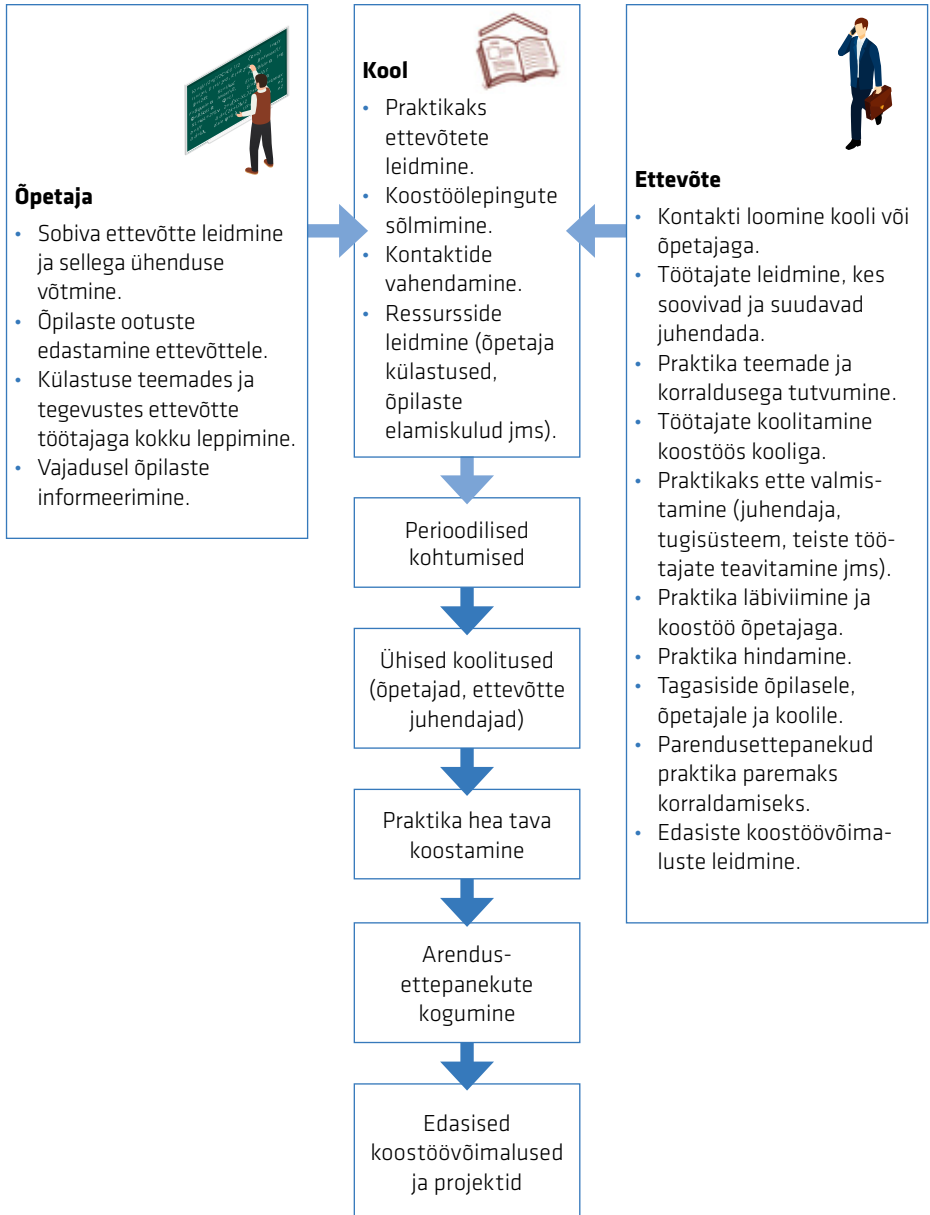 Õpetaja
• Sobiva ettevõtte leidmine
ja sellega ühenduse
võtmine.
• Õpilaste ootuste
edastamine ettevõttele.
• Külastuse teemades ja
tegevustes ettevõtte
töötajaga kokku leppimine.
• Vajadusel õpilaste
informeerimine.
Kool
• Praktikaks
ettevõtete
leidmine.
• Koostöölepingute
sõlmimine.
• Kontaktide
vahendamine.
• Ressursside
leidmine (õpetaja
külastused,
õpilaste
elamiskulud jms).
Ettevõte
• Kontakti loomine kooli või
õpetajaga.
• Töötajate leidmine, kes
soovivad ja suudavad
juhendada.
• Praktika teemade ja
korraldusega tutvumine.
• Töötajate koolitamine
koostöös kooliga.
• Praktikaks ette valmis-
tamine (juhendaja,
tugisüsteem, teiste töö-
tajate teavitamine jms).
• Praktika läbiviimine ja
koostöö õpetajaga.
• Praktika hindamine.
• Tagasiside õpilasele,
õpetajale ja koolile.
• Parendusettepanekud
praktika paremaks
korraldamiseks.
• Edasiste koostöövõima-
luste leidmine.
Perioodilised
kohtumised
Ühised koolitused
(õpetajad, ettevõtte
juhendajad)
Praktika hea tava
koostamine
Arendus-
ettepanekute
kogumine
Edasised
koostöövõimalused
ja projektid